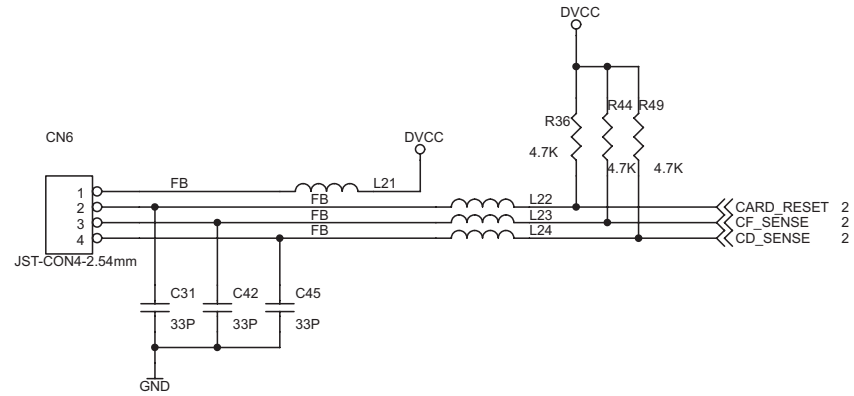 DVCC
R36
R44
R49
4.7K
4.7K
4.7K
CN6
DVCC
1
FB
L21
2
FB
L22
CARD_RESET 2
3
FB
L23
CF_SENSE 2
4
FB
L24
CD_SENSE 2
JST-CON4-2.54mm
C31
C42
C45
33P
33P
33P
GND